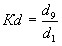 Kd = d₉ / d₁